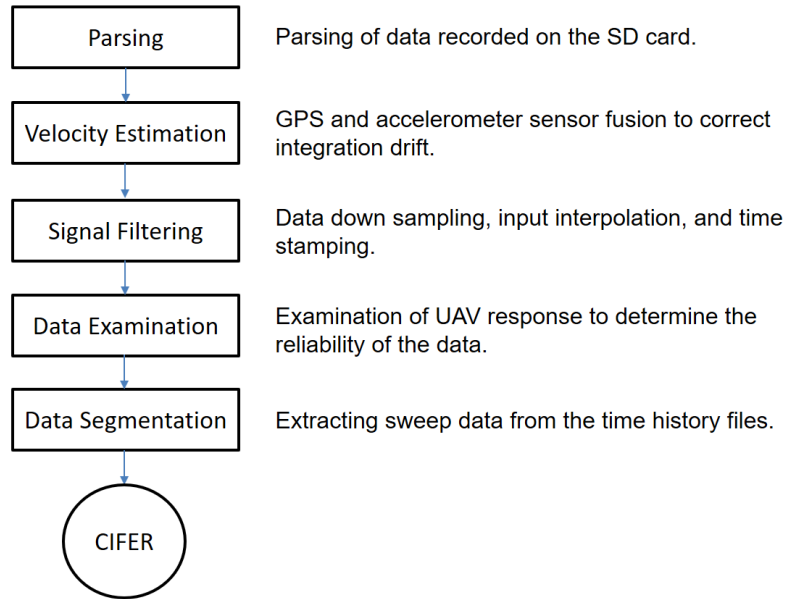 Parsing
Parsing of data recorded on the SD card.
Velocity Estimation
GPS and accelerometer sensor fusion to correct
integration drift.
Signal Filtering
Data down sampling, input interpolation, and time
stamping.
Data Examination
Examination of UAV response to determine the
reliability of the data.
Data Segmentation
Extracting sweep data from the time history files.
CIFER